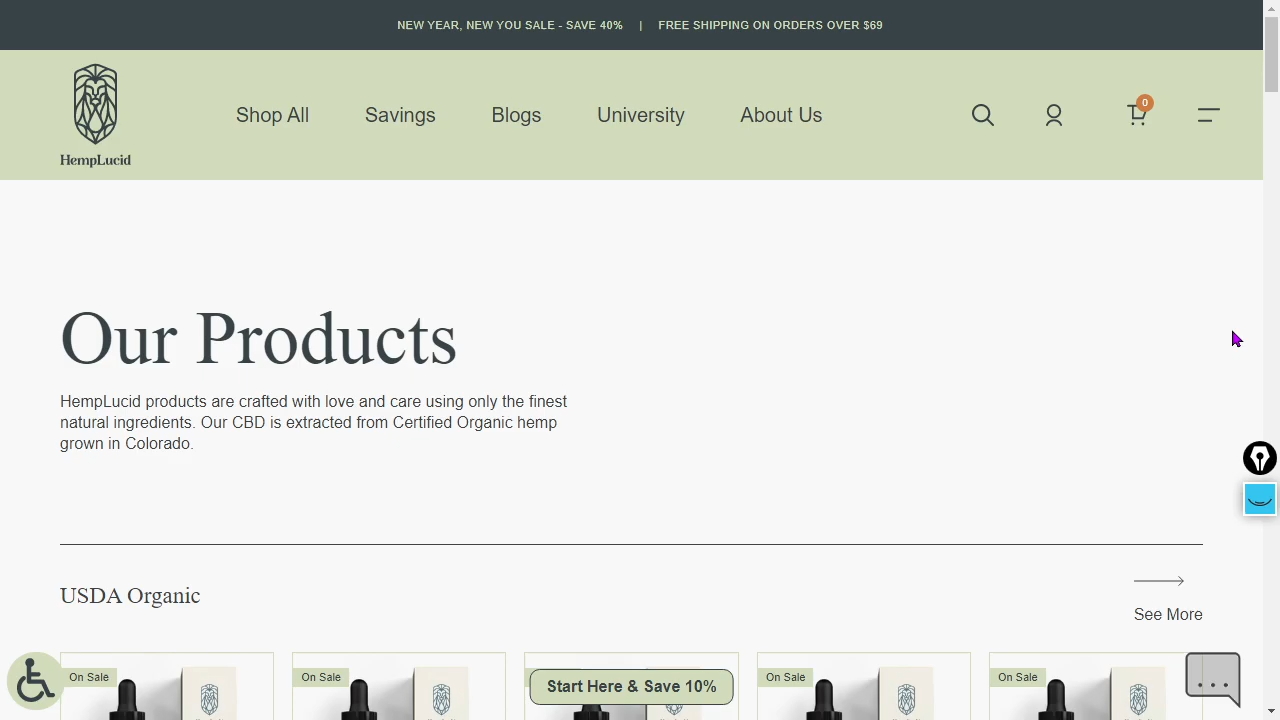 NEW YEAR, NEW YOU SALE - SAVE 40% | FREE SHIPPING ON ORDERS OVER $69
HempLucid
Shop All Savings Blogs University About Us
0
Our Products
HempLucid products are crafted with love and care using only the finest
natural ingredients. Our CBD is extracted from Certified Organic hemp
grown in Colorado.
USDA Organic
See More
On Sale On Sale On Sale On Sale
Start Here & Save 10%